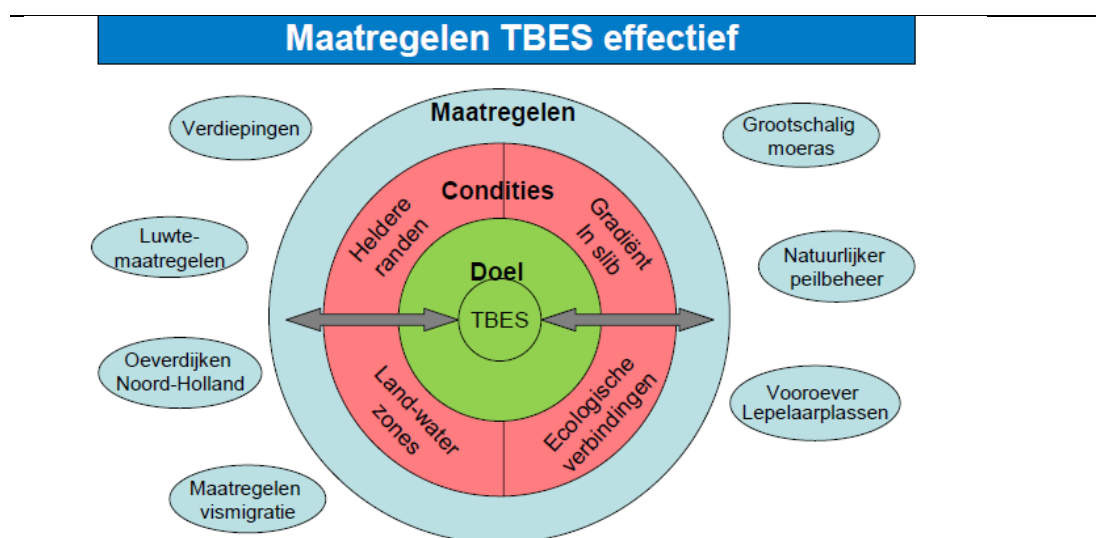 Maatregelen TBES effectief
Verdiepingen
Maatregelen
Grootschalig
moeras
Condities
Heldere
randen
Gradiënt
In slib
Luwte-
maatregelen
Doel
Natuurlijker
peilbeheer
TBES
Oeverdijken
Noord-Holland
Land-water
zones
Ecologische
verbindingen
Vooroever
Lepelaarplassen
Maatregelen
vismigratie